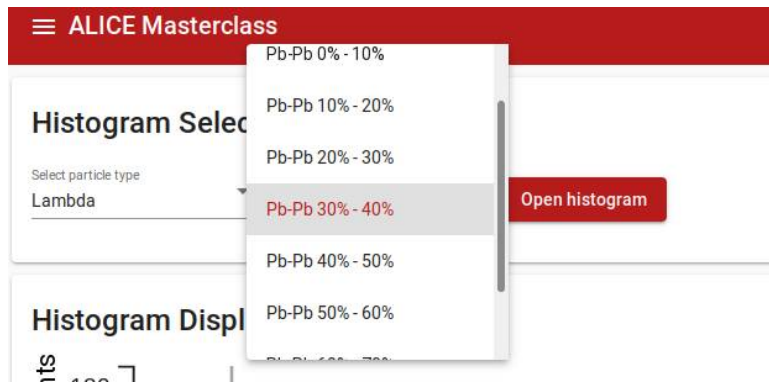 ALICE Masterclass
Pb-Pb 0% - 10%
Pb-Pb 10% - 20%
Histogram Selec
Pb-Pb 20% - 30%
Select particle type
Lambda
Pb-Pb 30% - 40%
Open histogram
Pb-Pb 40% - 50%
Pb-Pb 50% - 60%
Histogram Displ